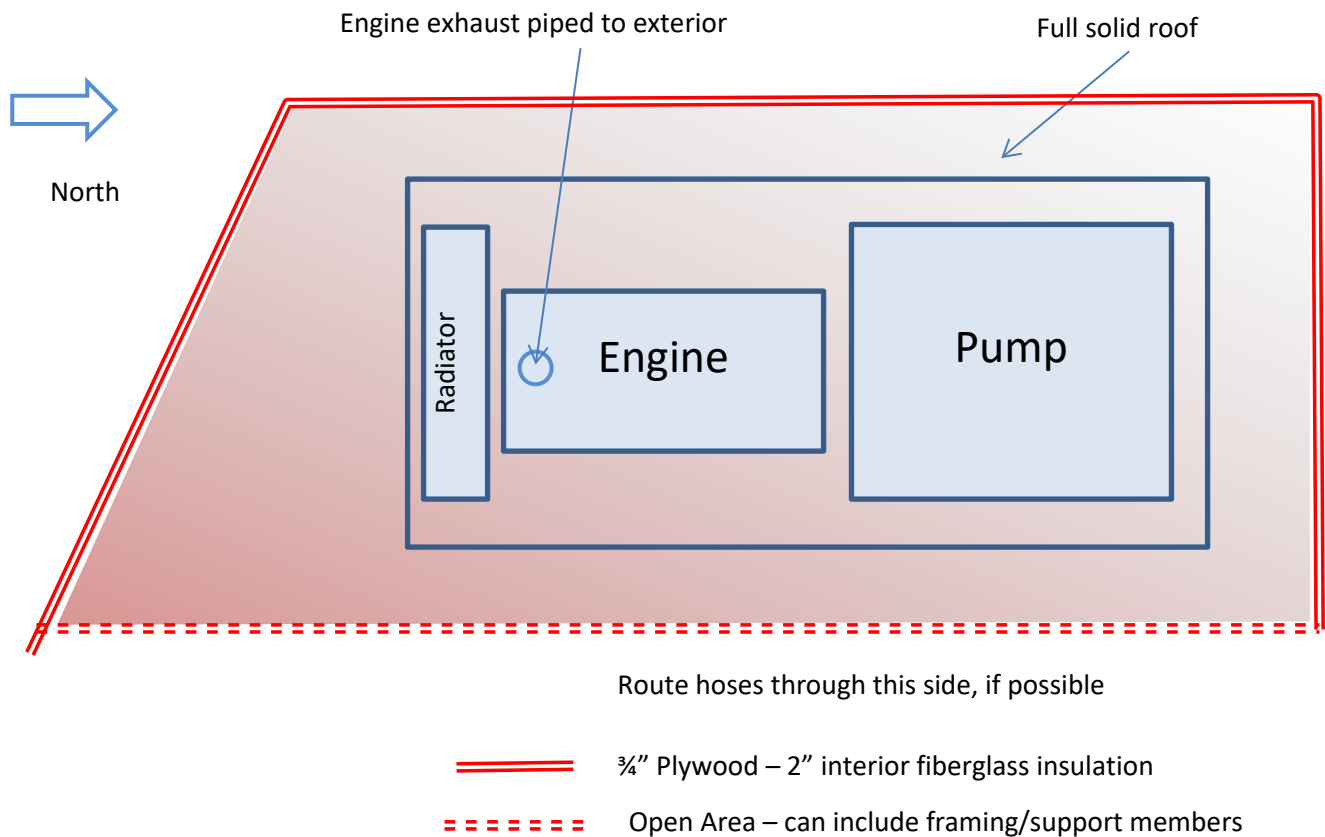 Engine exhaust piped to exterior
Full solid roof
North
Radiator
Engine
Pump
Route hoses through this side, if possible
¾” Plywood – 2” interior fiberglass insulation
Open Area – can include framing/support members